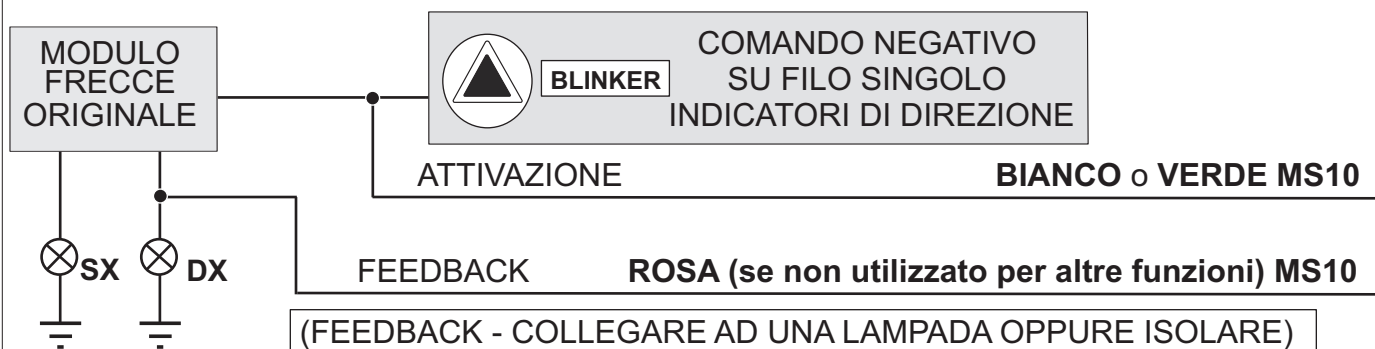 MODULO
FRECCE
ORIGINALE
BLINKER
COMANDO NEGATIVO
SU FILO SINGOLO
INDICATORI DI DIREZIONE
ATTIVAZIONE BIANCO o VERDE MS10
SX DX
FEEDBACK ROSA (se non utilizzato per altre funzioni) MS10
(FEEDBACK - COLLEGARE AD UNA LAMPADA OPPURE ISOLARE)